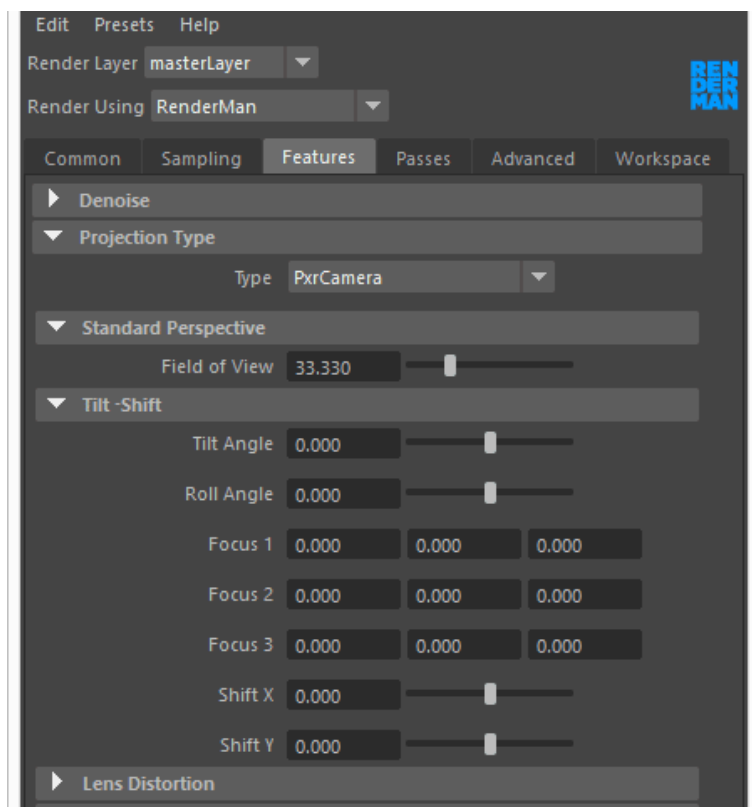 Edit Presets Help
Render Layer masterLayer
REN
DER
MAN
Render Using RenderMan
Common Sampling Features Passes Advanced Workspace
Denoise
Projection Type
Type PxrCamera
Standard Perspective
Field of View 33.330
Tilt -Shift
Tilt Angle 0.000
Roll Angle 0.000
Focus 1 0.000 0.000 0.000
Focus 2 0.000 0.000 0.000
Focus 3 0.000 0.000 0.000
Shift X 0.000
Shift Y 0.000
Lens Distortion